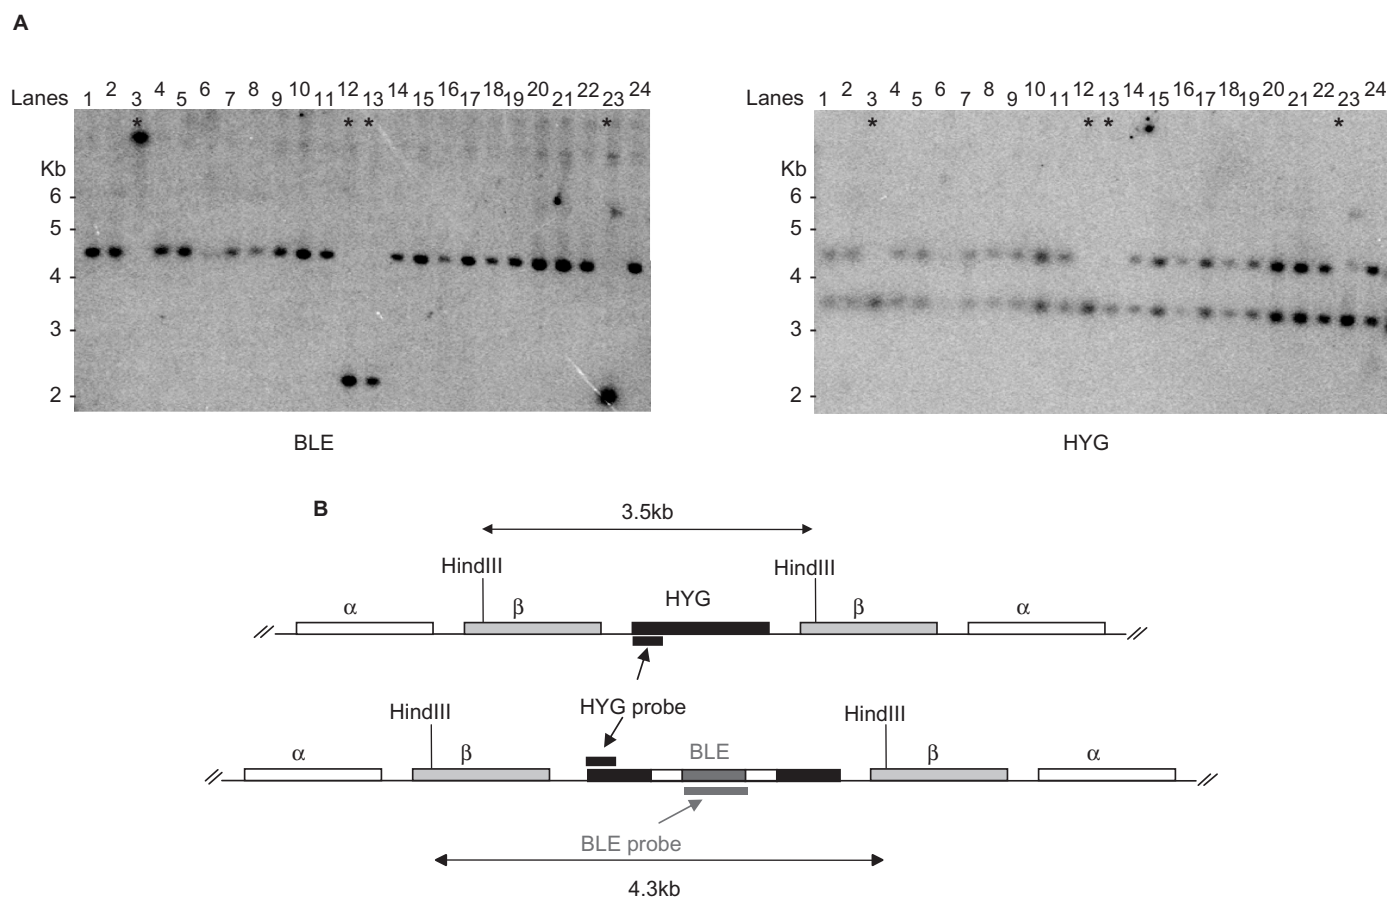 A
Lanes 1 2 3 4 5 6 7 8 9 10 11 12 13 14 15 16 17 18 19 20 21 22 23 24
* * * *
Kb
6 -
5 -
4 -
3 -
2 -
BLE
Lanes 1 2 3 4 5 6 7 8 9 10 11 12 13 14 15 16 17 18 19 20 21 22 23 24
* * * *
Kb
6 -
5 -
4 -
3 -
2 -
HYG
B
3.5kb
HindIII HindIII
α β HYG β α
HYG probe
HindIII HindIII
α β BLE β α
BLE probe
4.3kb